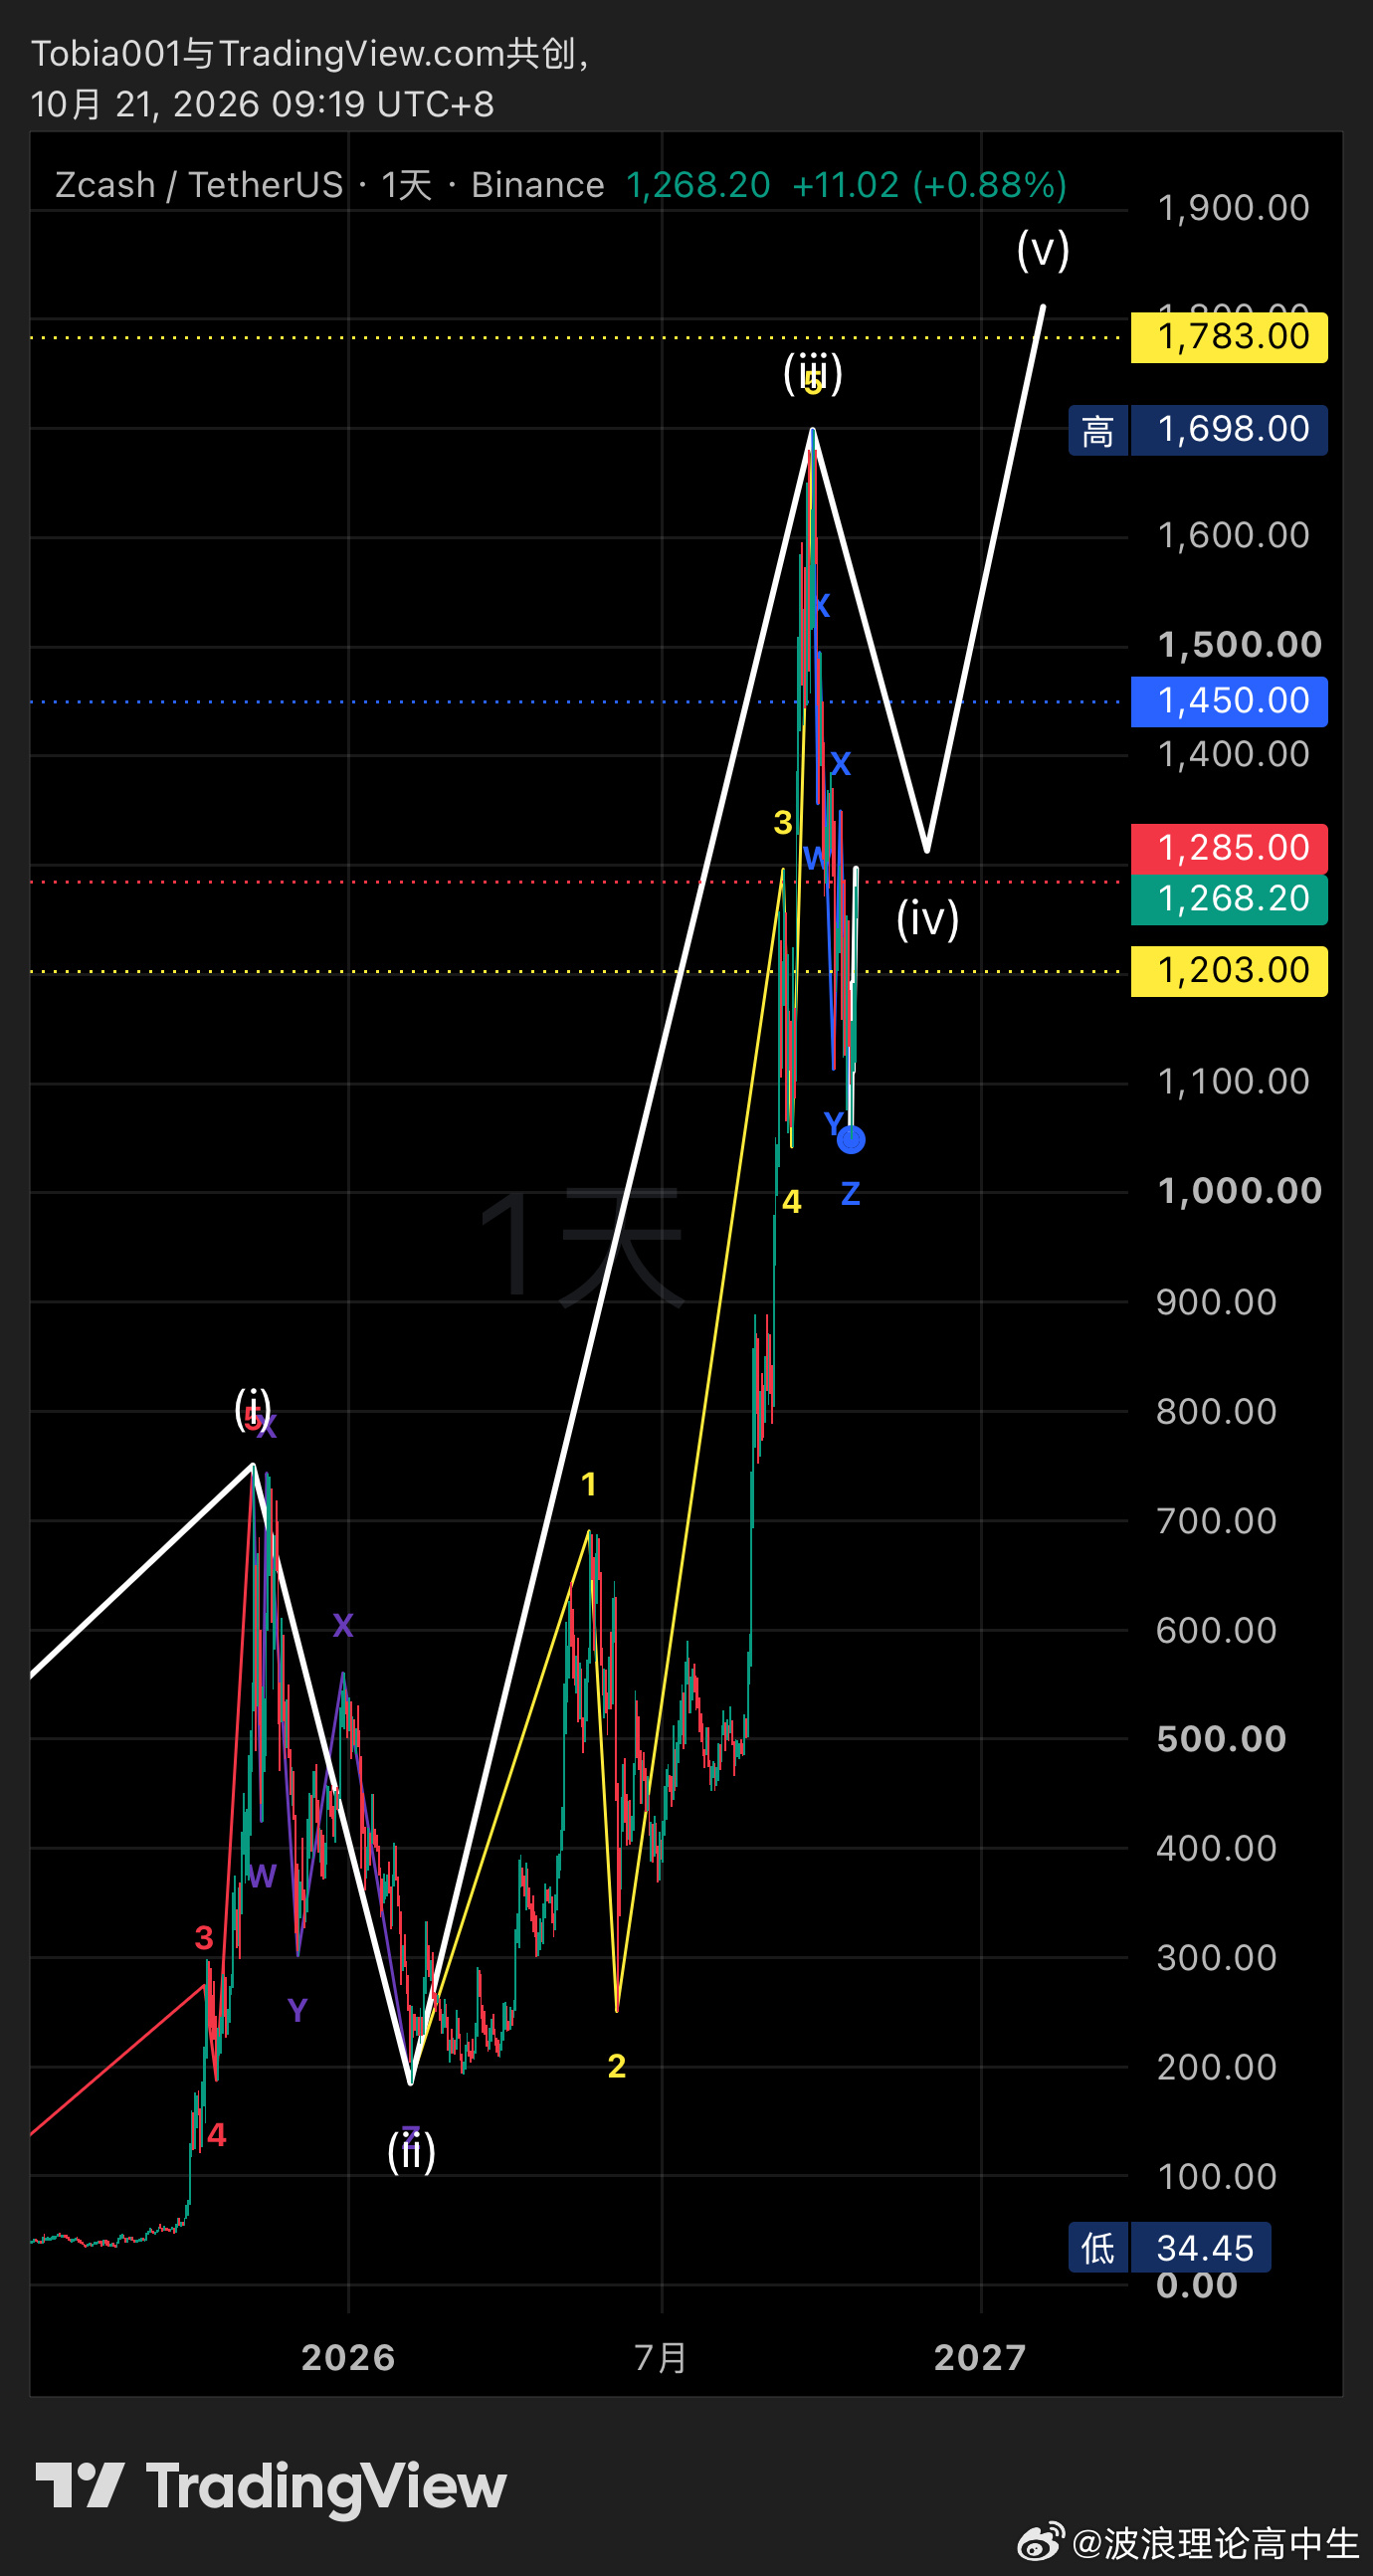 Tobia001与TradingView.com共创，
10月 21, 2026 09:19 UTC+8
Zcash / TetherUS · 1天 · Binance 1,268.20 +11.02 (+0.88%)
1,900.00
(v)
1,800.00
1,783.00
(iii)
5
高 1,698.00
1,600.00
X
1,500.00
1,450.00
1,400.00
X
3
W
1,285.00
1,268.20
(iv)
1,203.00
1,100.00
Y
Z
4
1,000.00
1天
900.00
(i)
5
X
800.00
1
700.00
X
600.00
500.00
W
400.00
3
300.00
Y
2
200.00
4
Z
(ii)
100.00
低 34.45
0.00
2026 7月 2027
TradingView
@波浪理论高中生